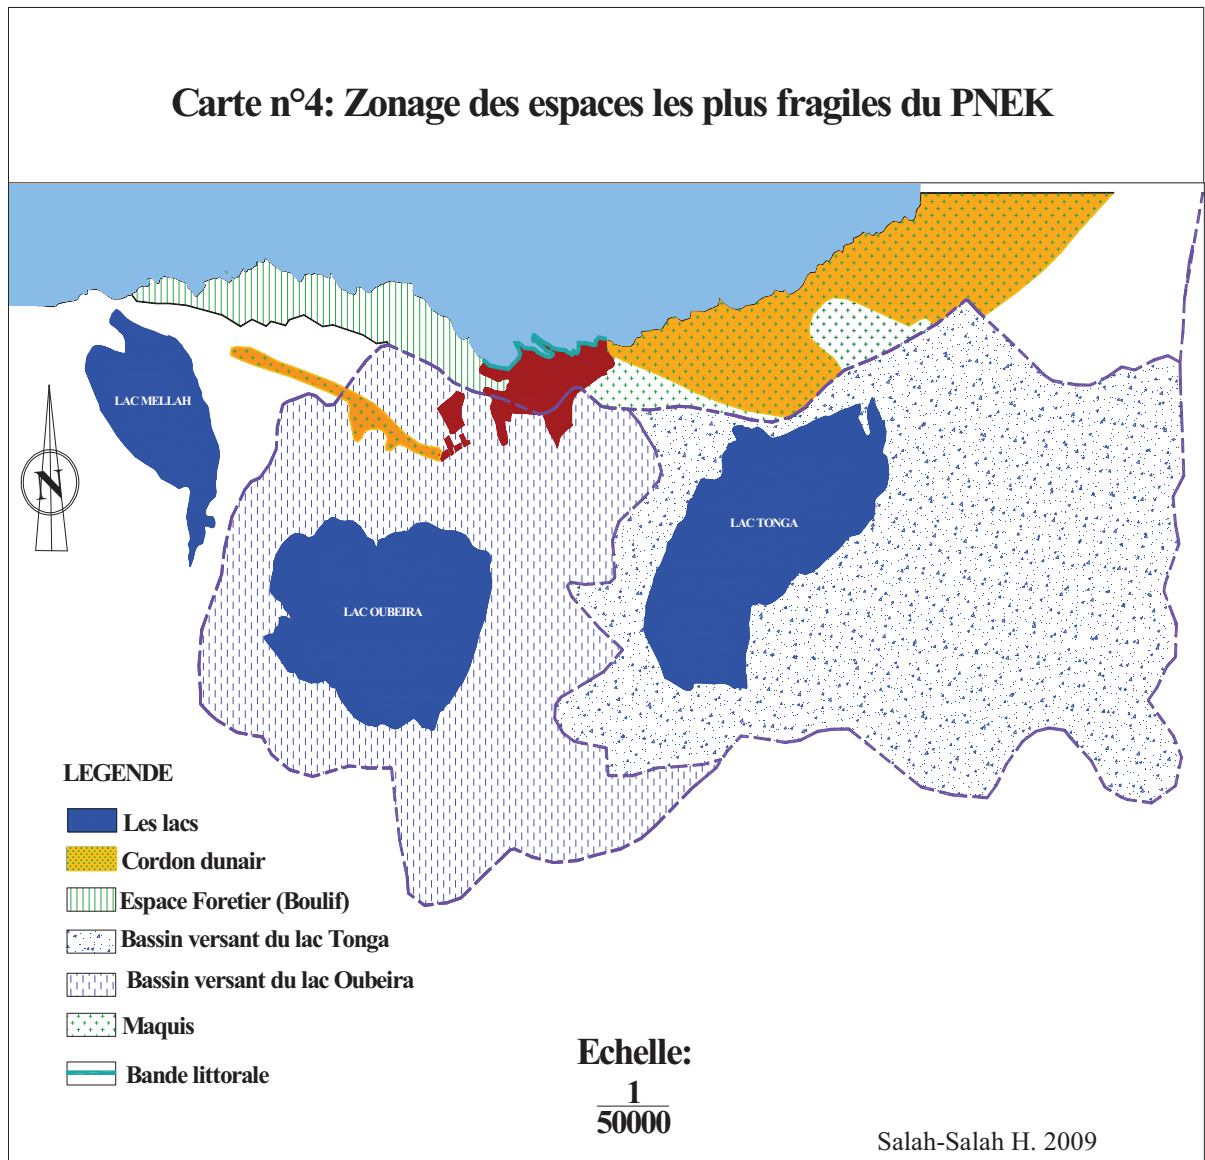 Carte n°4: Zonage des espaces les plus fragiles du PNEK
LAC MELLAH
N
LAC TONGA
LAC OUBEIRA
LEGENDE
Les lacs
Cordon dunair
Espace Foretier (Boulif)
Bassin versant du lac Tonga
Bassin versant du lac Oubeira
Maquis
Bande littorale
Echelle:
1
50000
Salah-Salah H. 2009